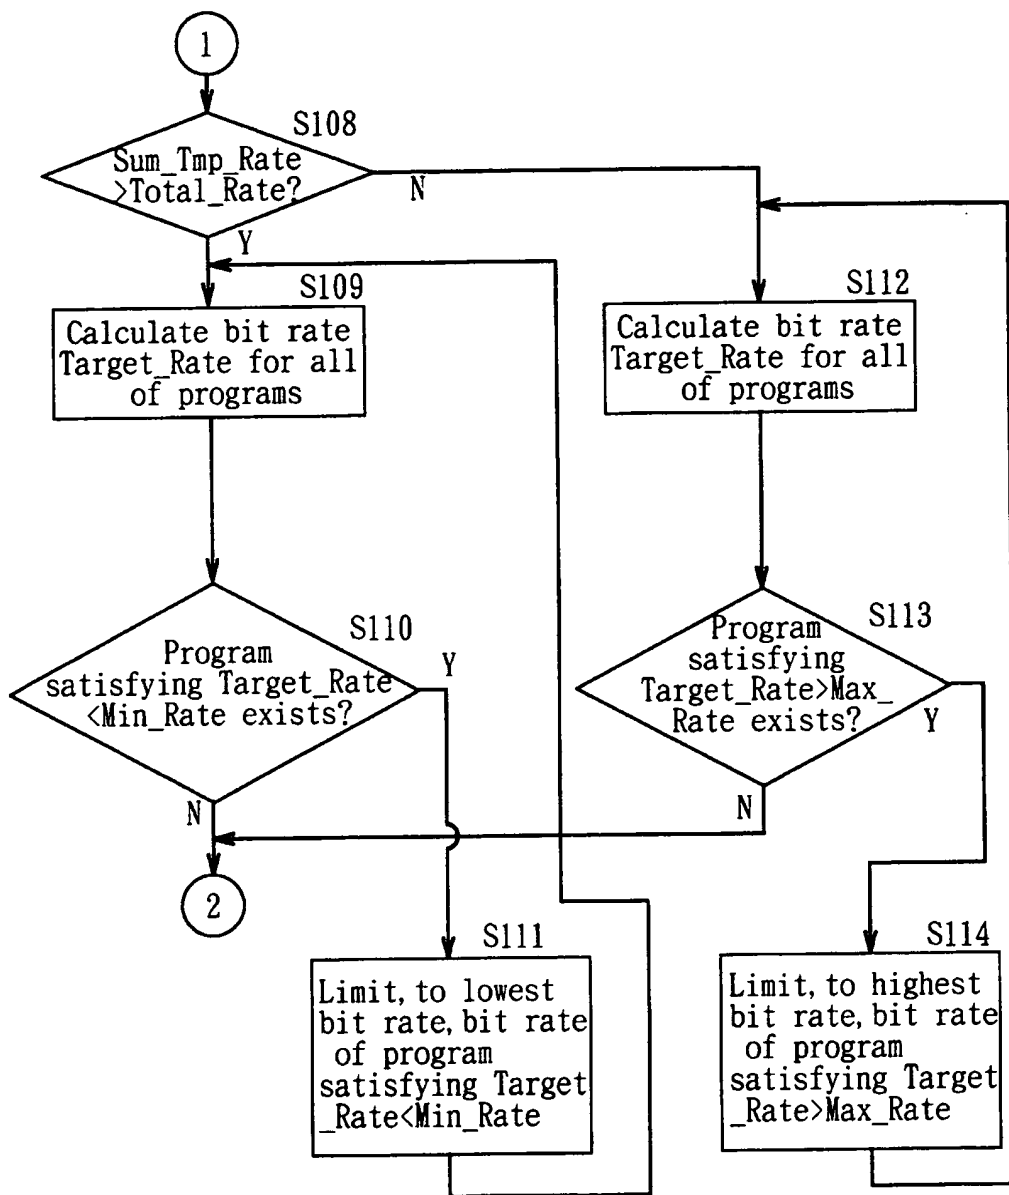 1
S108
Sum_Tmp_Rate
>Total_Rate?
N
Y
S109
Calculate bit rate
Target_Rate for all
of programs
S112
Calculate bit rate
Target_Rate for all
of programs
S110
Program
satisfying Target_Rate
<Min_Rate exists?
Y
N
S113
Program
satisfying
Target_Rate>Max_
Rate exists?
Y
N
2
S111
Limit, to lowest
bit rate, bit rate
of program
satisfying Target
_Rate<Min_Rate
S114
Limit, to highest
bit rate, bit rate
of program
satisfying Target
_Rate>Max_Rate